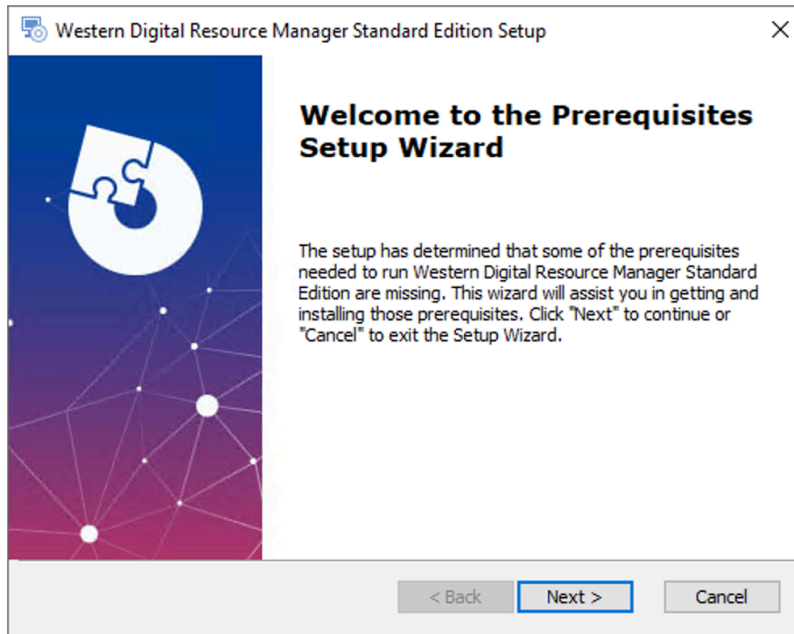 Western Digital Resource Manager Standard Edition Setup
Welcome to the Prerequisites
Setup Wizard
The setup has determined that some of the prerequisites
needed to run Western Digital Resource Manager Standard
Edition are missing. This wizard will assist you in getting and
installing those prerequisites. Click "Next" to continue or
"Cancel" to exit the Setup Wizard.
< Back
Next >
Cancel